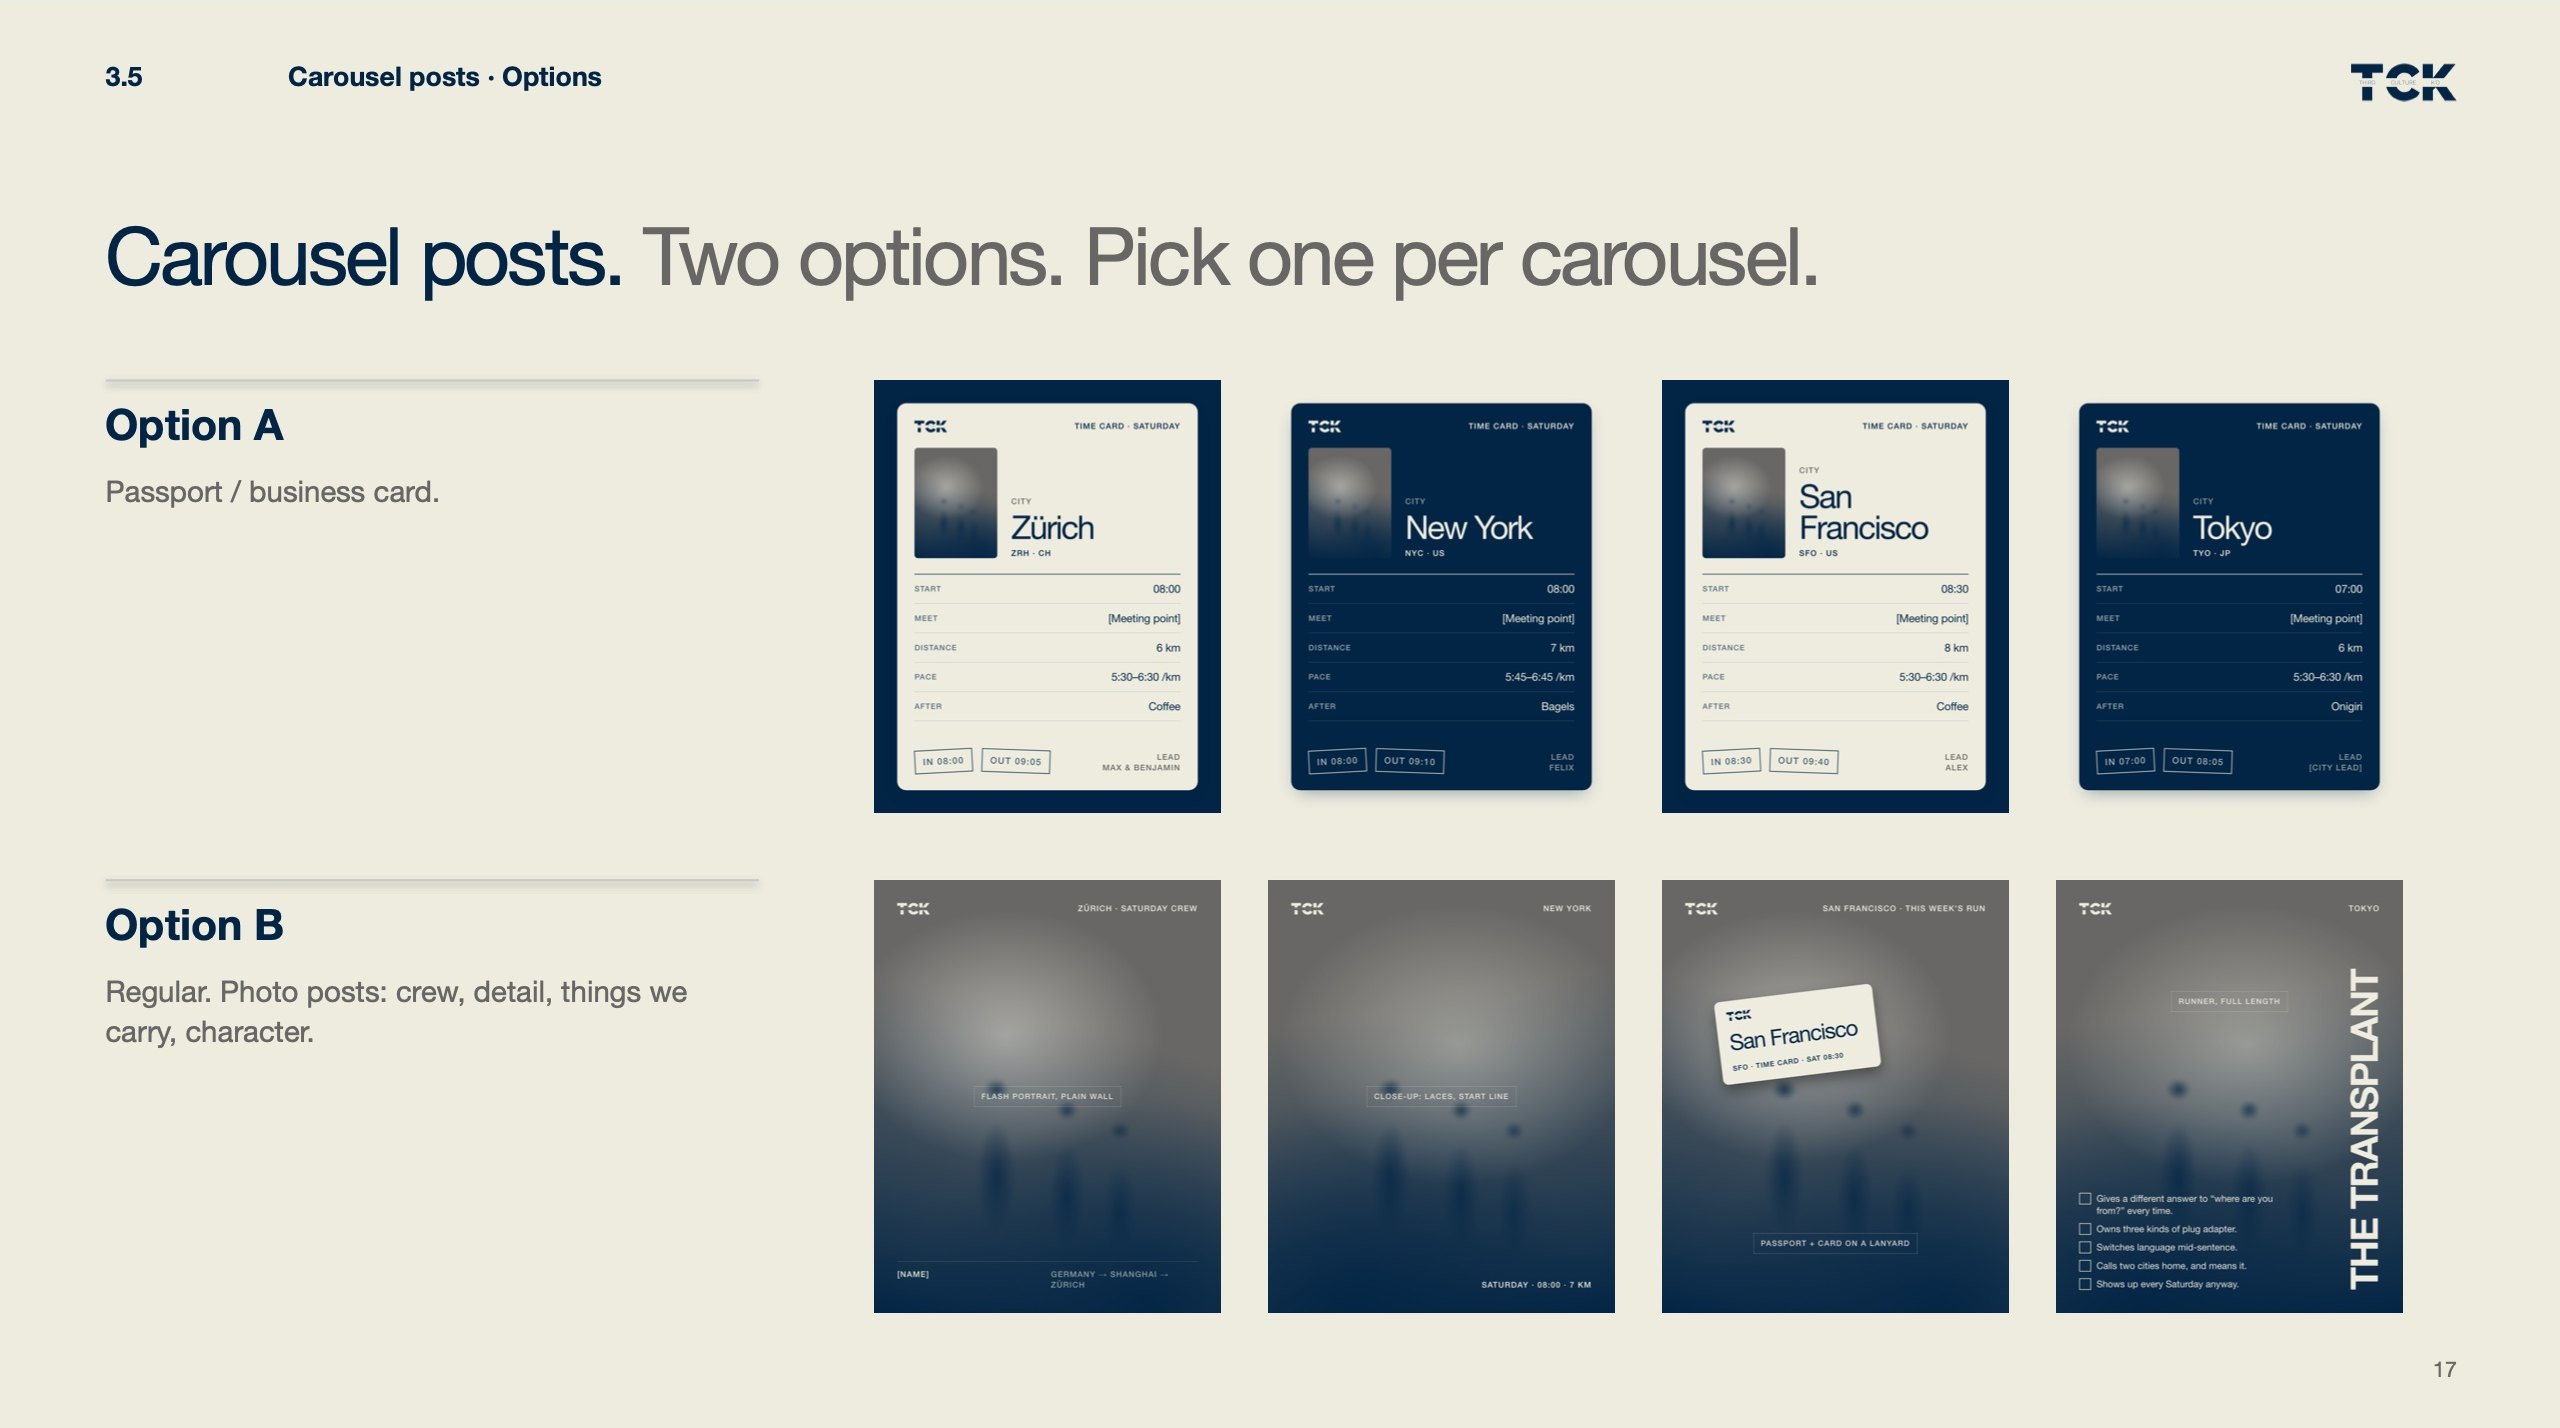 3.5
Carousel posts · Options
TCK
Carousel posts. Two options. Pick one per carousel.
Option A
Passport / business card.
TCK
TIME CARD · SATURDAY
CITY
Zürich
ZRH · CH
START 08:00
MEET [Meeting point]
DISTANCE 6 km
PACE 5:30–6:30 /km
AFTER Coffee
IN 08:00
OUT 09:05
LEAD
MAX & BENJAMIN
TCK
TIME CARD · SATURDAY
CITY
New York
NYC · US
START 08:00
MEET [Meeting point]
DISTANCE 7 km
PACE 5:45–6:45 /km
AFTER Bagels
IN 08:00
OUT 09:10
LEAD
FELIX
TCK
TIME CARD · SATURDAY
CITY
San
Francisco
SFO · US
START 08:30
MEET [Meeting point]
DISTANCE 8 km
PACE 5:30–6:30 /km
AFTER Coffee
IN 08:30
OUT 09:40
LEAD
ALEX
TCK
TIME CARD · SATURDAY
CITY
Tokyo
TYO · JP
START 07:00
MEET [Meeting point]
DISTANCE 6 km
PACE 5:30–6:30 /km
AFTER Onigiri
IN 07:00
OUT 08:05
LEAD
[CITY LEAD]
Option B
Regular. Photo posts: crew, detail, things we
carry, character.
TCK
ZÜRICH · SATURDAY CREW
FLASH PORTRAIT, PLAIN WALL
[NAME]
GERMANY → SHANGHAI →
ZÜRICH
TCK
NEW YORK
CLOSE-UP: LACES, START LINE
SATURDAY · 08:00 · 7 KM
TCK
SAN FRANCISCO · THIS WEEK'S RUN
TCK
San Francisco
SFO · TIME CARD · SAT 08:30
PASSPORT + CARD ON A LANYARD
TCK
TOKYO
RUNNER, FULL LENGTH
THE TRANSPLANT
Gives a different answer to “where are you
from?” every time.
Owns three kinds of plug adapter.
Switches language mid-sentence.
Calls two cities home, and means it.
Shows up every Saturday anyway.
17